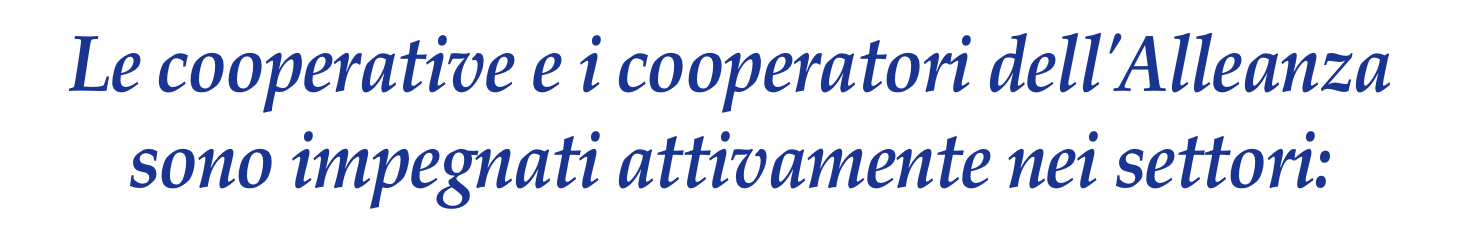 Le cooperative e i cooperatori dell'Alleanza
sono impegnati attivamente nei settori: